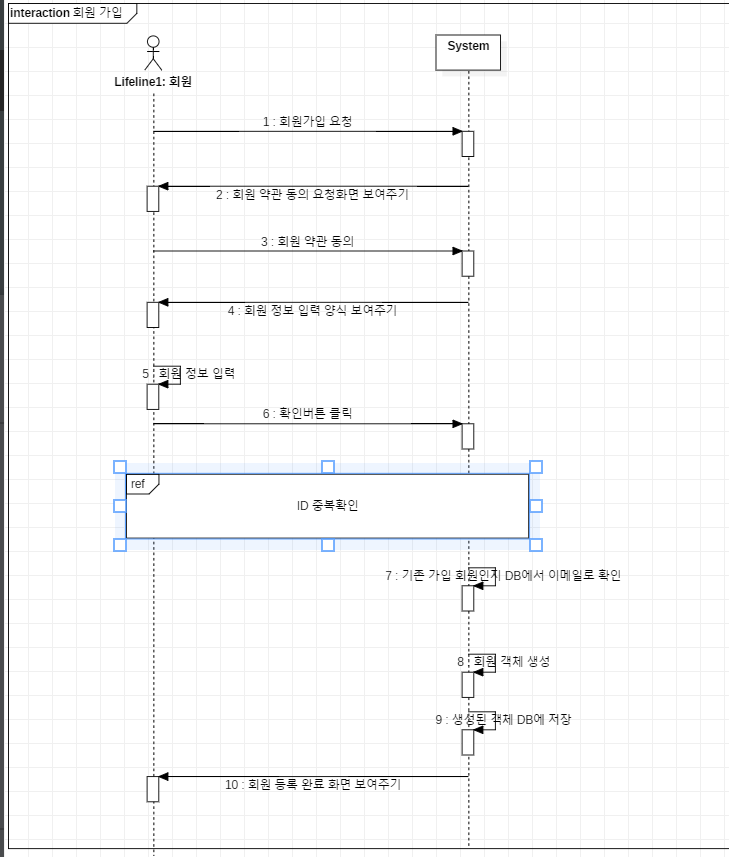 interaction 회원 가입
System
Lifeline1: 회원
1 : 회원가입 요청
2 : 회원 약관 동의 요청화면 보여주기
3 : 회원 약관 동의
4 : 회원 정보 입력 양식 보여주기
5 : 회원 정보 입력
6 : 확인버튼 클릭
ref
ID 중복확인
7 : 기존 가입 회원인지 DB에서 이메일로 확인
8 : 회원 객체 생성
9 : 생성된 객체 DB에 저장
10 : 회원 등록 완료 화면 보여주기